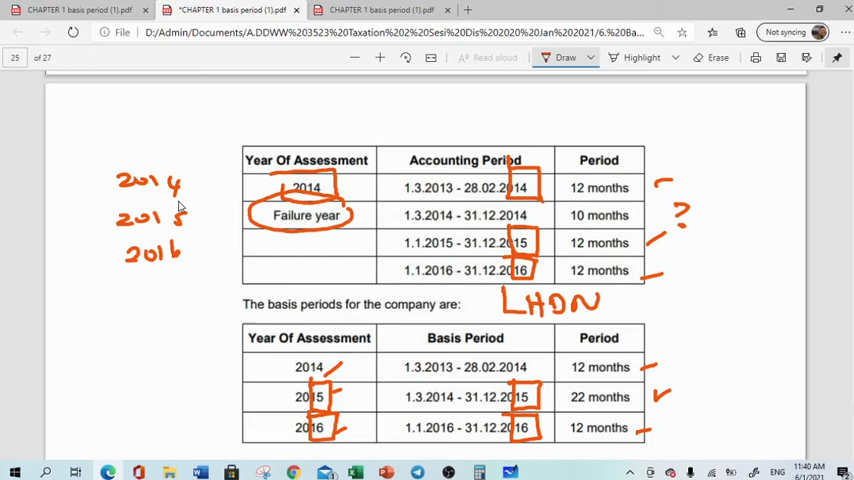 CHAPTER 1 basis period (1).pdf
*CHAPTER 1 basis period (1).pdf
CHAPTER 1 basis period (1).pdf
File
D:/Admin/Documents/A.DDWW%203523%20Taxation%202%20Sesi%20Dis%202020%20Jan%202021/6.%20Ba...
Not syncing
25 of 27
Read aloud
Draw
Highlight
Erase
Year Of Assessment Accounting Period Period
2014 1.3.2013 - 28.02.2014 12 months
Failure year 1.3.2014 - 31.12.2014 10 months
1.1.2015 - 31.12.2015 12 months
1.1.2016 - 31.12.2016 12 months
2014
2015
2016
?
LHDN
The basis periods for the company are:
Year Of Assessment Basis Period Period
2014 1.3.2013 - 28.02.2014 12 months
2015 1.3.2014 - 31.12.2015 22 months
2016 1.1.2016 - 31.12.2016 12 months
11:40 AM
6/1/2021